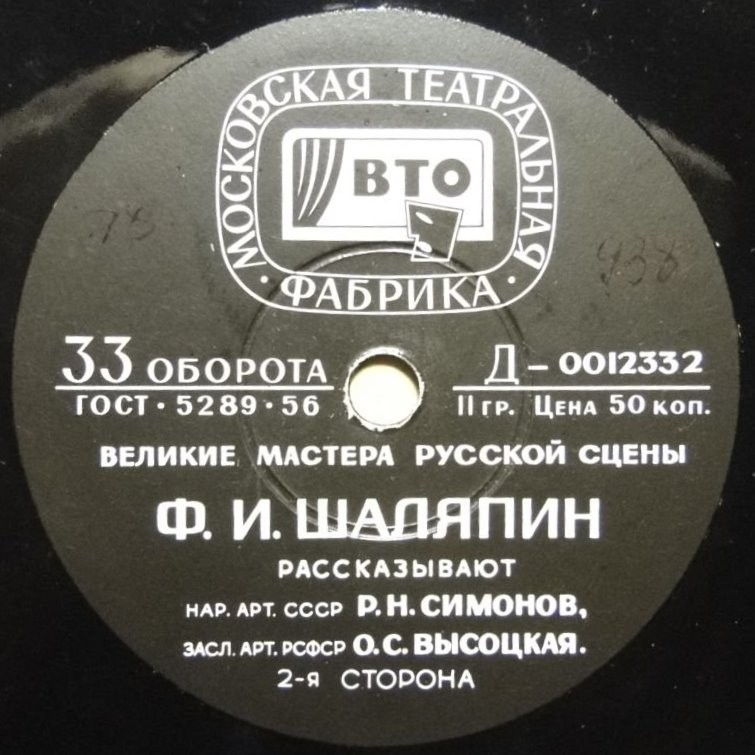 МОСКОВСКАЯ ТЕАТРАЛЬНАЯ
ВТО
· ФАБРИКА ·
33 ОБОРОТА
ГОСТ · 5289 · 56
Д - 0012332
II ГР. ЦЕНА 50 КОП.
ВЕЛИКИЕ МАСТЕРА РУССКОЙ СЦЕНЫ
Ф. И. ШАЛЯПИН
РАССКАЗЫВАЮТ
НАР. АРТ. СССР Р. Н. СИМОНОВ,
ЗАСЛ. АРТ. РСФСР О. С. ВЫСОЦКАЯ.
2-Я СТОРОНА